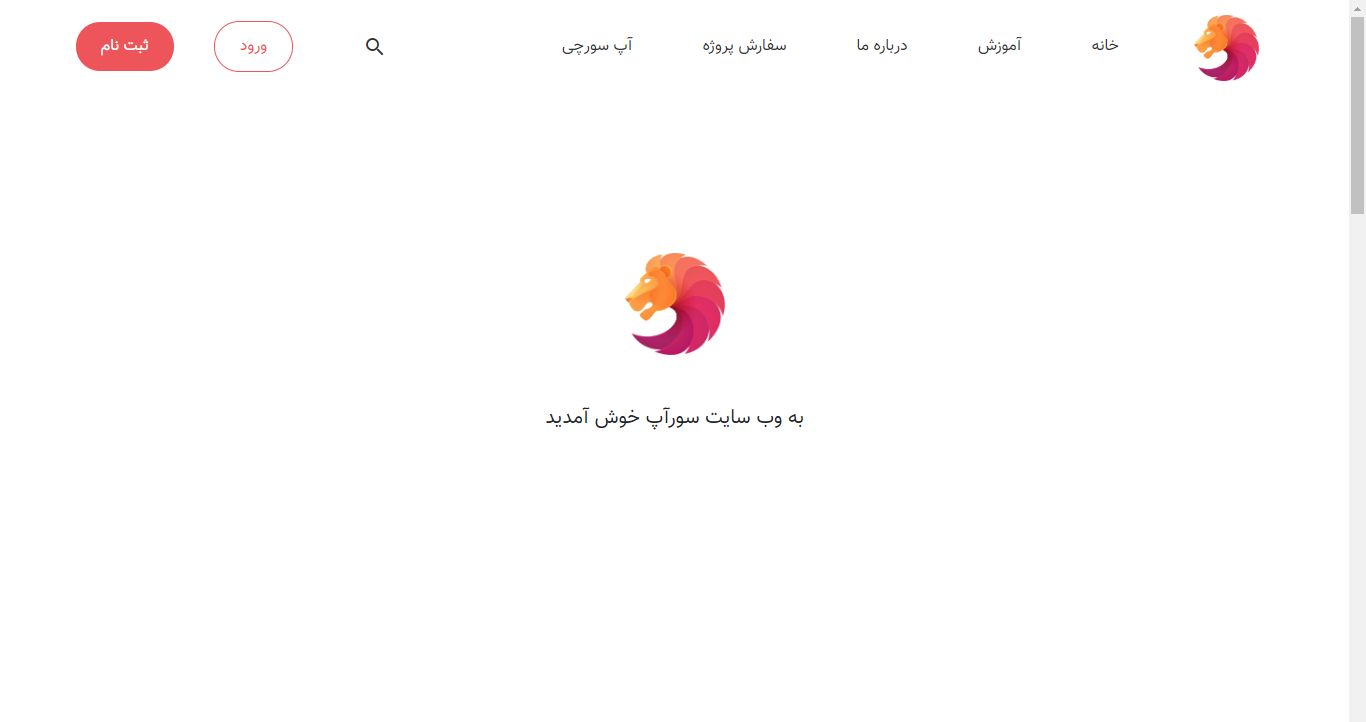 خانه
آموزش
درباره ما
سفارش پروژه
آپ سورچی
ورود
ثبت نام
به وب سایت سورآپ خوش آمدید